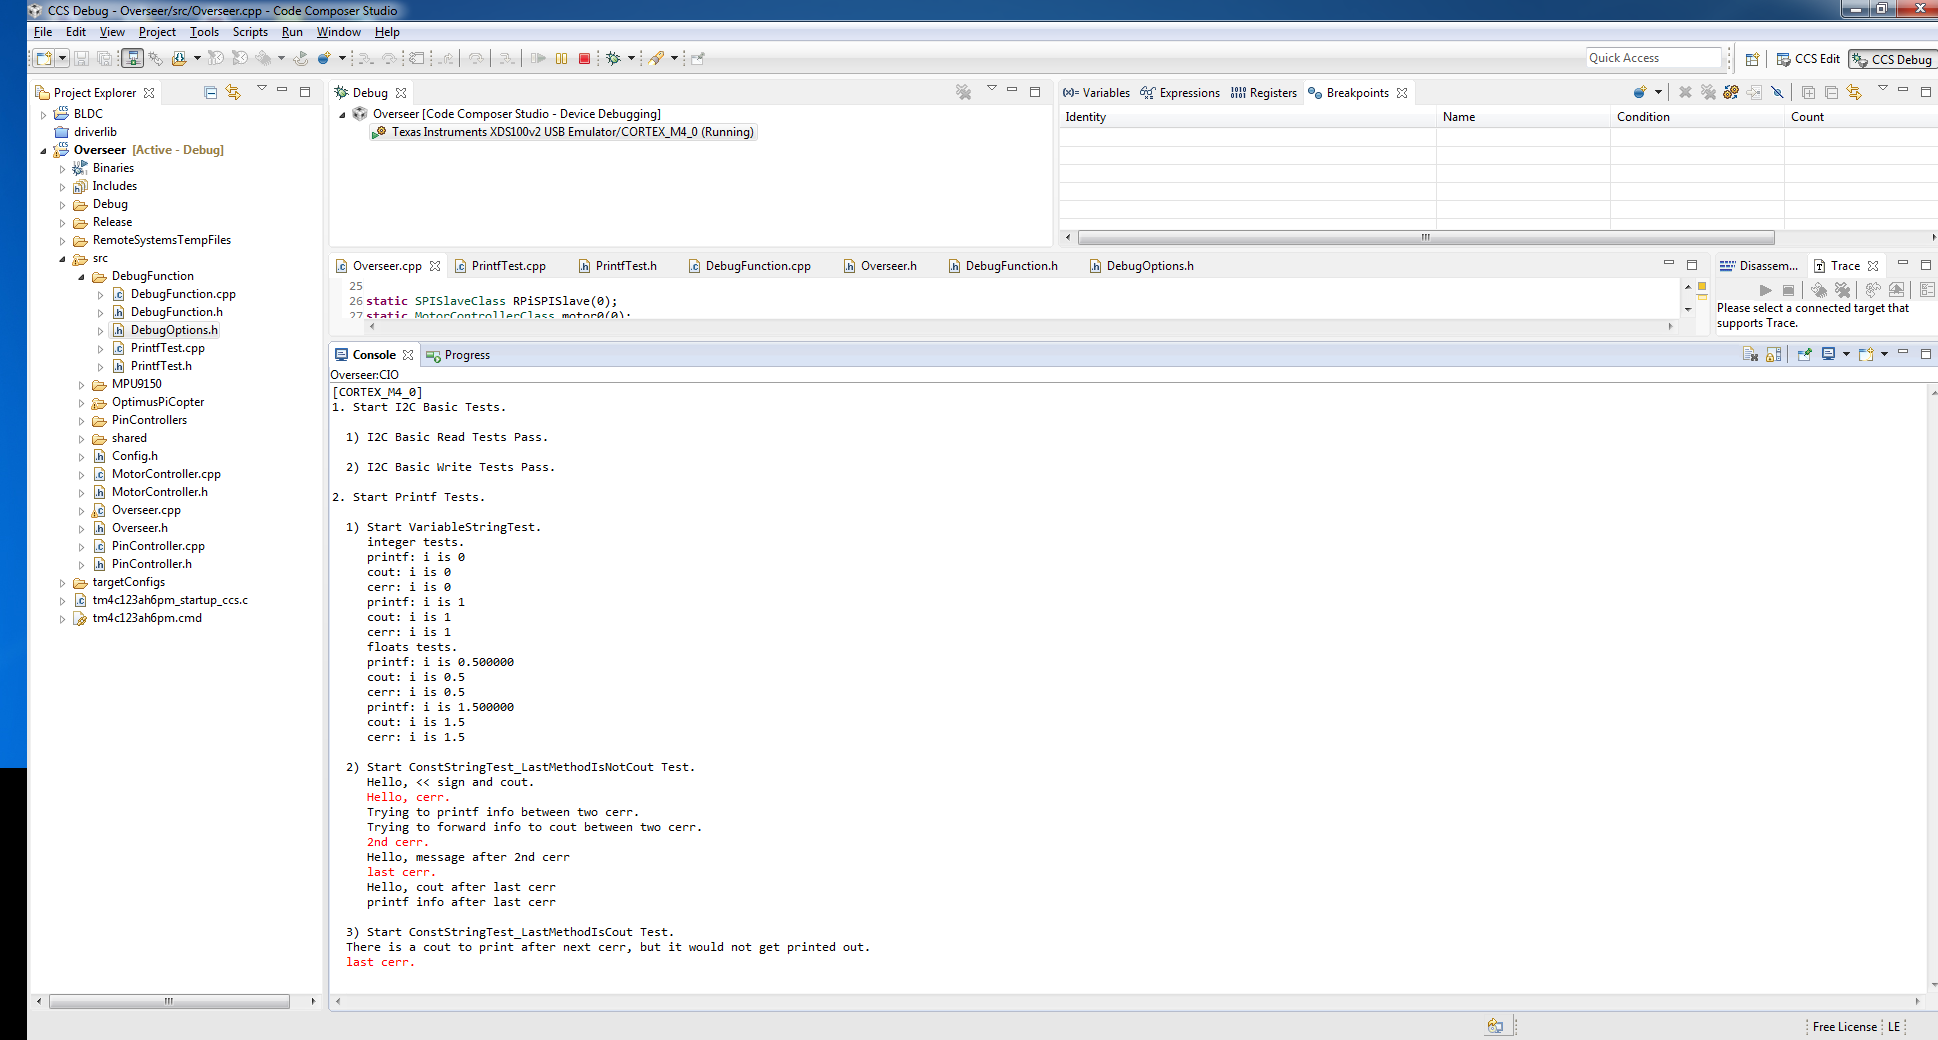 CCS Debug - Overseer/src/Overseer.cpp - Code Composer Studio
File Edit View Project Tools Scripts Run Window Help
Quick Access
CCS Edit
CCS Debug
Project Explorer
BLDC
driverlib
Overseer [Active - Debug]
Binaries
Includes
Debug
Release
RemoteSystemsTempFiles
src
DebugFunction
DebugFunction.cpp
DebugFunction.h
DebugOptions.h
PrintfTest.cpp
PrintfTest.h
MPU9150
OptimusPiCopter
PinControllers
shared
Config.h
MotorController.cpp
MotorController.h
Overseer.cpp
Overseer.h
PinController.cpp
PinController.h
targetConfigs
tm4c123ah6pm_startup_ccs.c
tm4c123ah6pm.cmd
Debug
Overseer [Code Composer Studio - Device Debugging]
Texas Instruments XDS100v2 USB Emulator/CORTEX_M4_0 (Running)
(x)= Variables Expressions 1010 0101 Registers Breakpoints
Identity Name Condition Count
Overseer.cpp PrintfTest.cpp PrintfTest.h DebugFunction.cpp Overseer.h DebugFunction.h DebugOptions.h
25
26 static SPISlaveClass RPiSPISlave(0);
27 static MotorControllerClass motor0(0);
Disassem... Trace
Please select a connected target that
supports Trace.
Console Progress
Overseer:CIO
[CORTEX_M4_0]
1. Start I2C Basic Tests.
1) I2C Basic Read Tests Pass.
2) I2C Basic Write Tests Pass.
2. Start Printf Tests.
1) Start VariableStringTest.
integer tests.
printf: i is 0
cout: i is 0
cerr: i is 0
printf: i is 1
cout: i is 1
cerr: i is 1
floats tests.
printf: i is 0.500000
cout: i is 0.5
cerr: i is 0.5
printf: i is 1.500000
cout: i is 1.5
cerr: i is 1.5
2) Start ConstStringTest_LastMethodIsNotCout Test.
Hello, << sign and cout.
Hello, cerr.
Trying to printf info between two cerr.
Trying to forward info to cout between two cerr.
2nd cerr.
Hello, message after 2nd cerr
last cerr.
Hello, cout after last cerr
printf info after last cerr
3) Start ConstStringTest_LastMethodIsCout Test.
There is a cout to print after next cerr, but it would not get printed out.
last cerr.
Free License LE